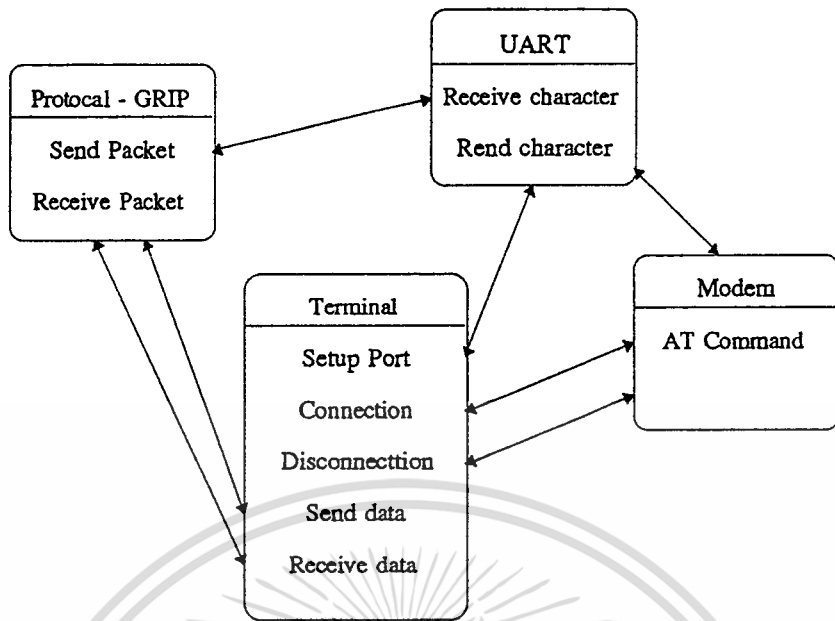 UART
Receive character
Rend character
Protocal - GRIP
Send Packet
Receive Packet
Modem
AT Command
Terminal
Setup Port
Connection
Disconnecttion
Send data
Receive data